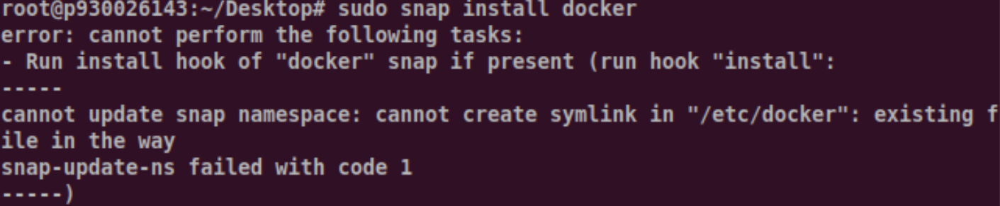 root@p930026143:~/Desktop# sudo snap install docker
error: cannot perform the following tasks:
- Run install hook of "docker" snap if present (run hook "install":
-----
cannot update snap namespace: cannot create symlink in "/etc/docker": existing f
ile in the way
snap-update-ns failed with code 1
-----)